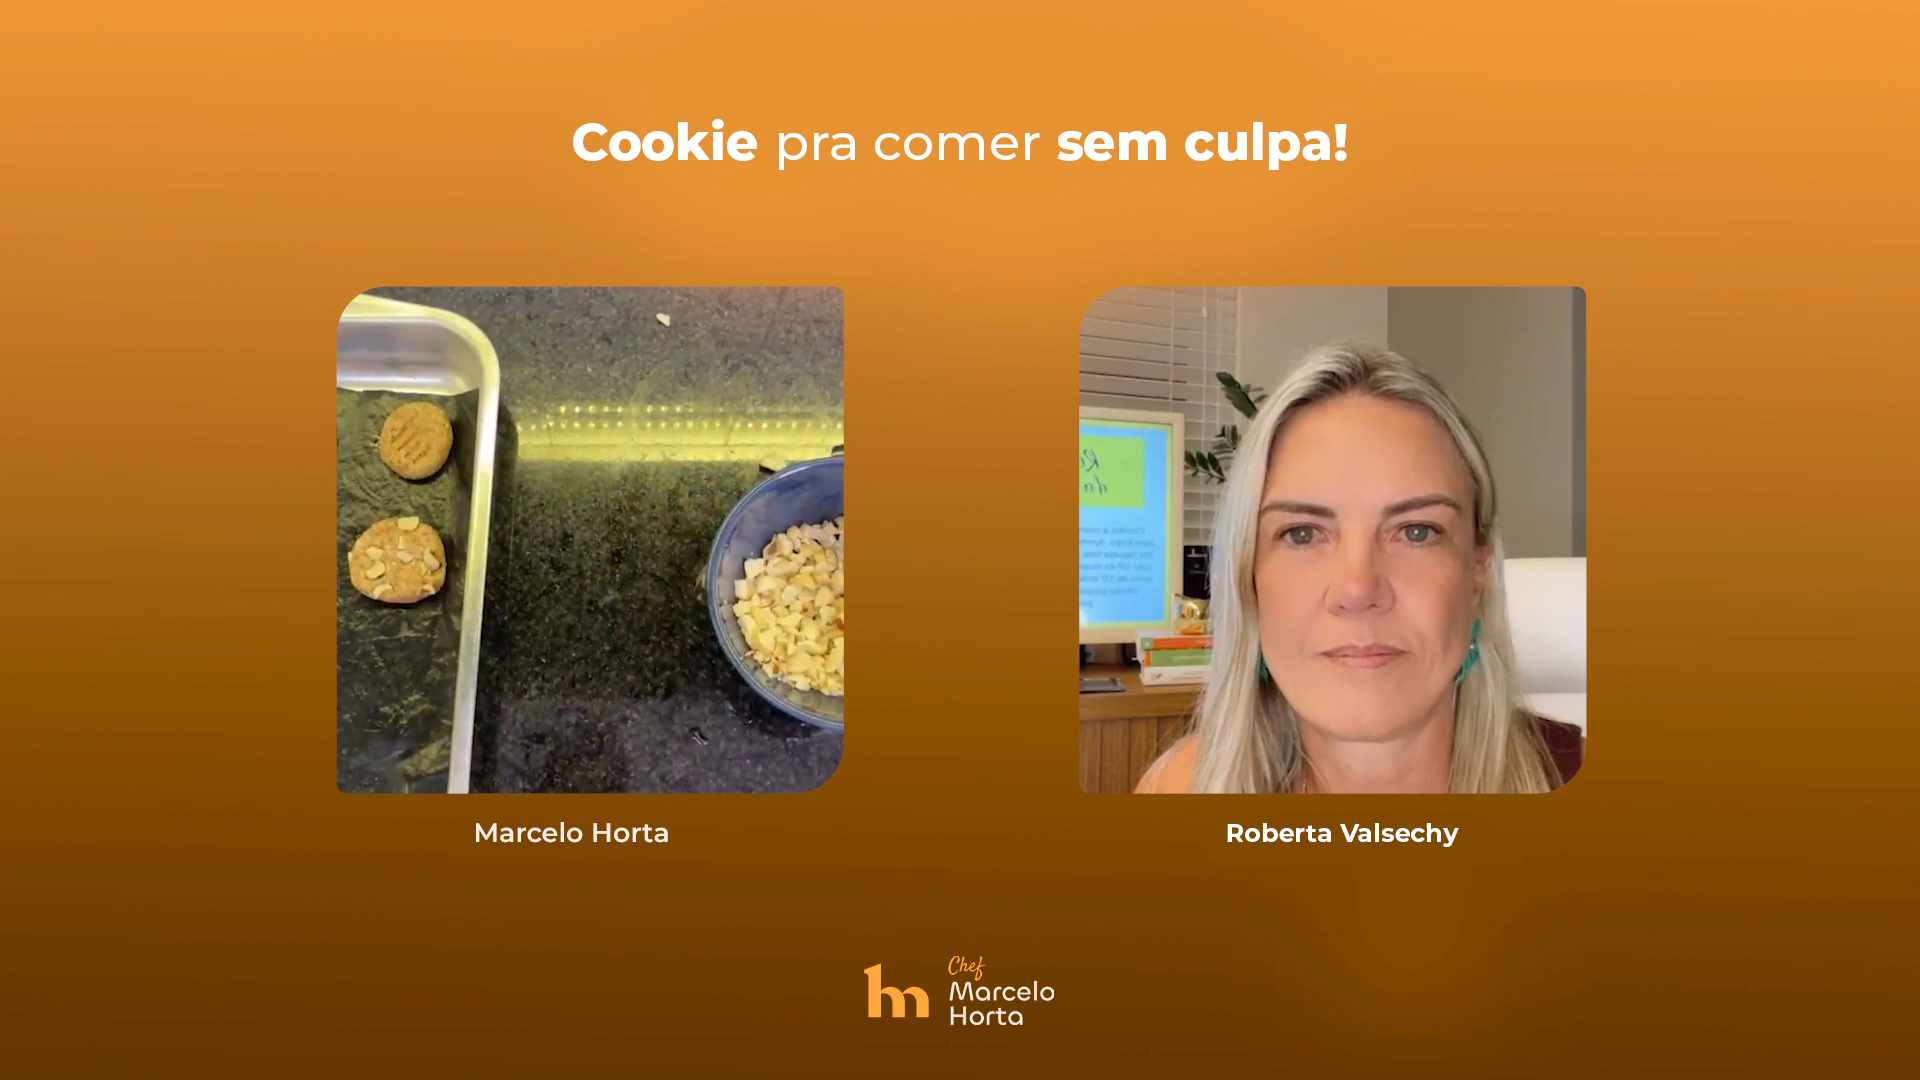 Cookie pra comer sem culpa!
Marcelo Horta
Roberta Valsechy
Chef
Marcelo
Horta